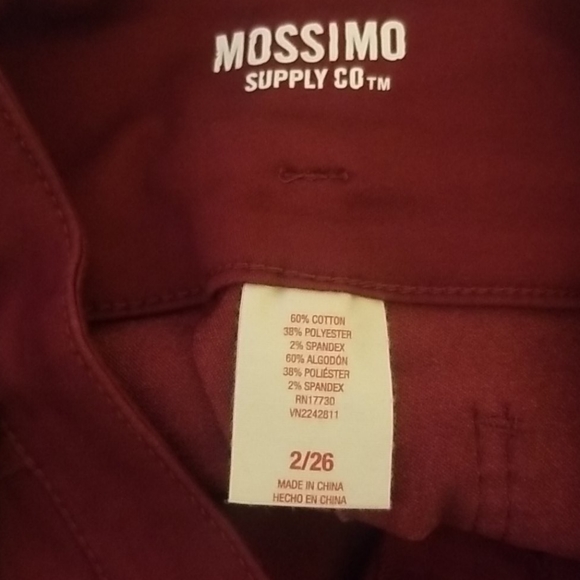 MOSSIMO
SUPPLY CO™
60% COTTON
38% POLYESTER
2% SPANDEX
60% ALGODÓN
38% POLIÉSTER
2% SPANDEX
RN17730
VN2242811
2/26
MADE IN CHINA
HECHO EN CHINA